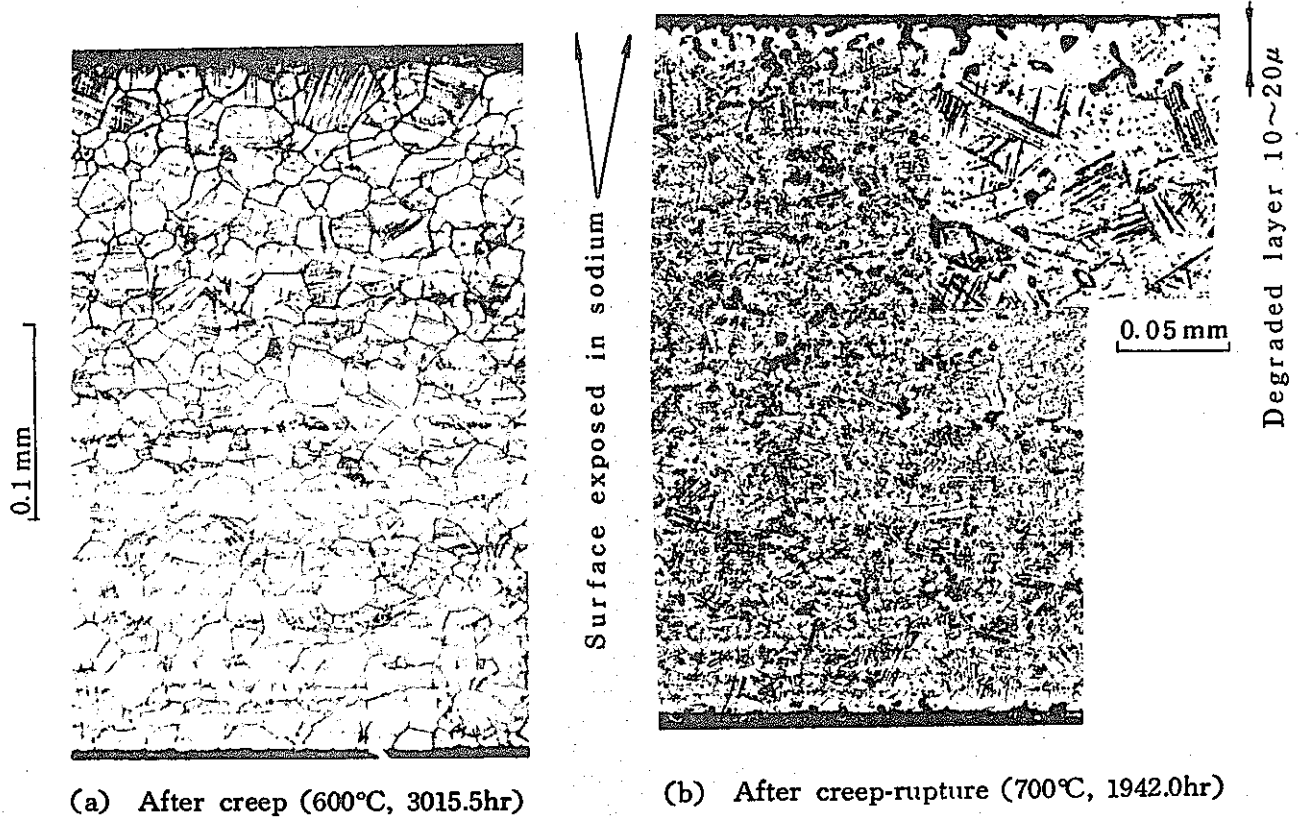 0.1 mm
Surface exposed in sodium
0.05 mm
Degraded layer 10~20μ
(a) After creep (600℃, 3015.5hr)
(b) After creep-rupture (700℃, 1942.0hr)